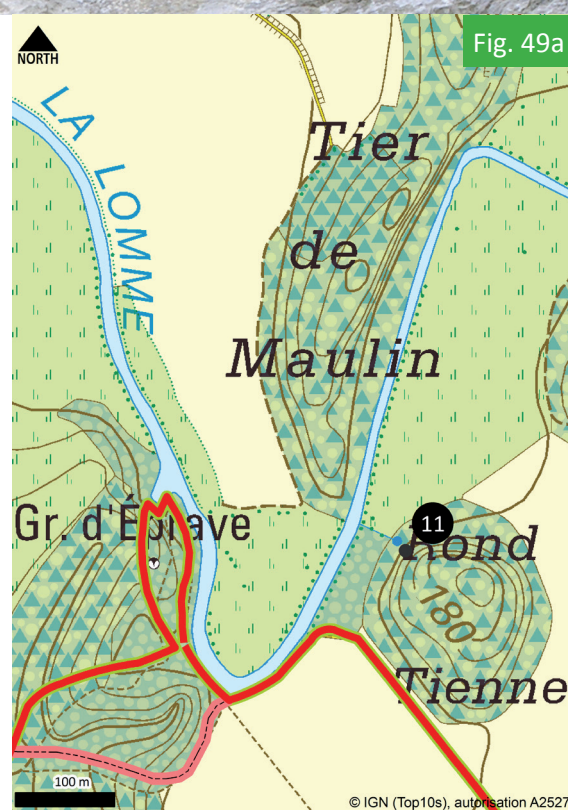 Fig. 49a
NORTH
LA LOMME
Tier
de
Maulin
Gr. d'Éprave
11
Rond
180
Tienne
100 m
© IGN (Top10s), autorisation A2527